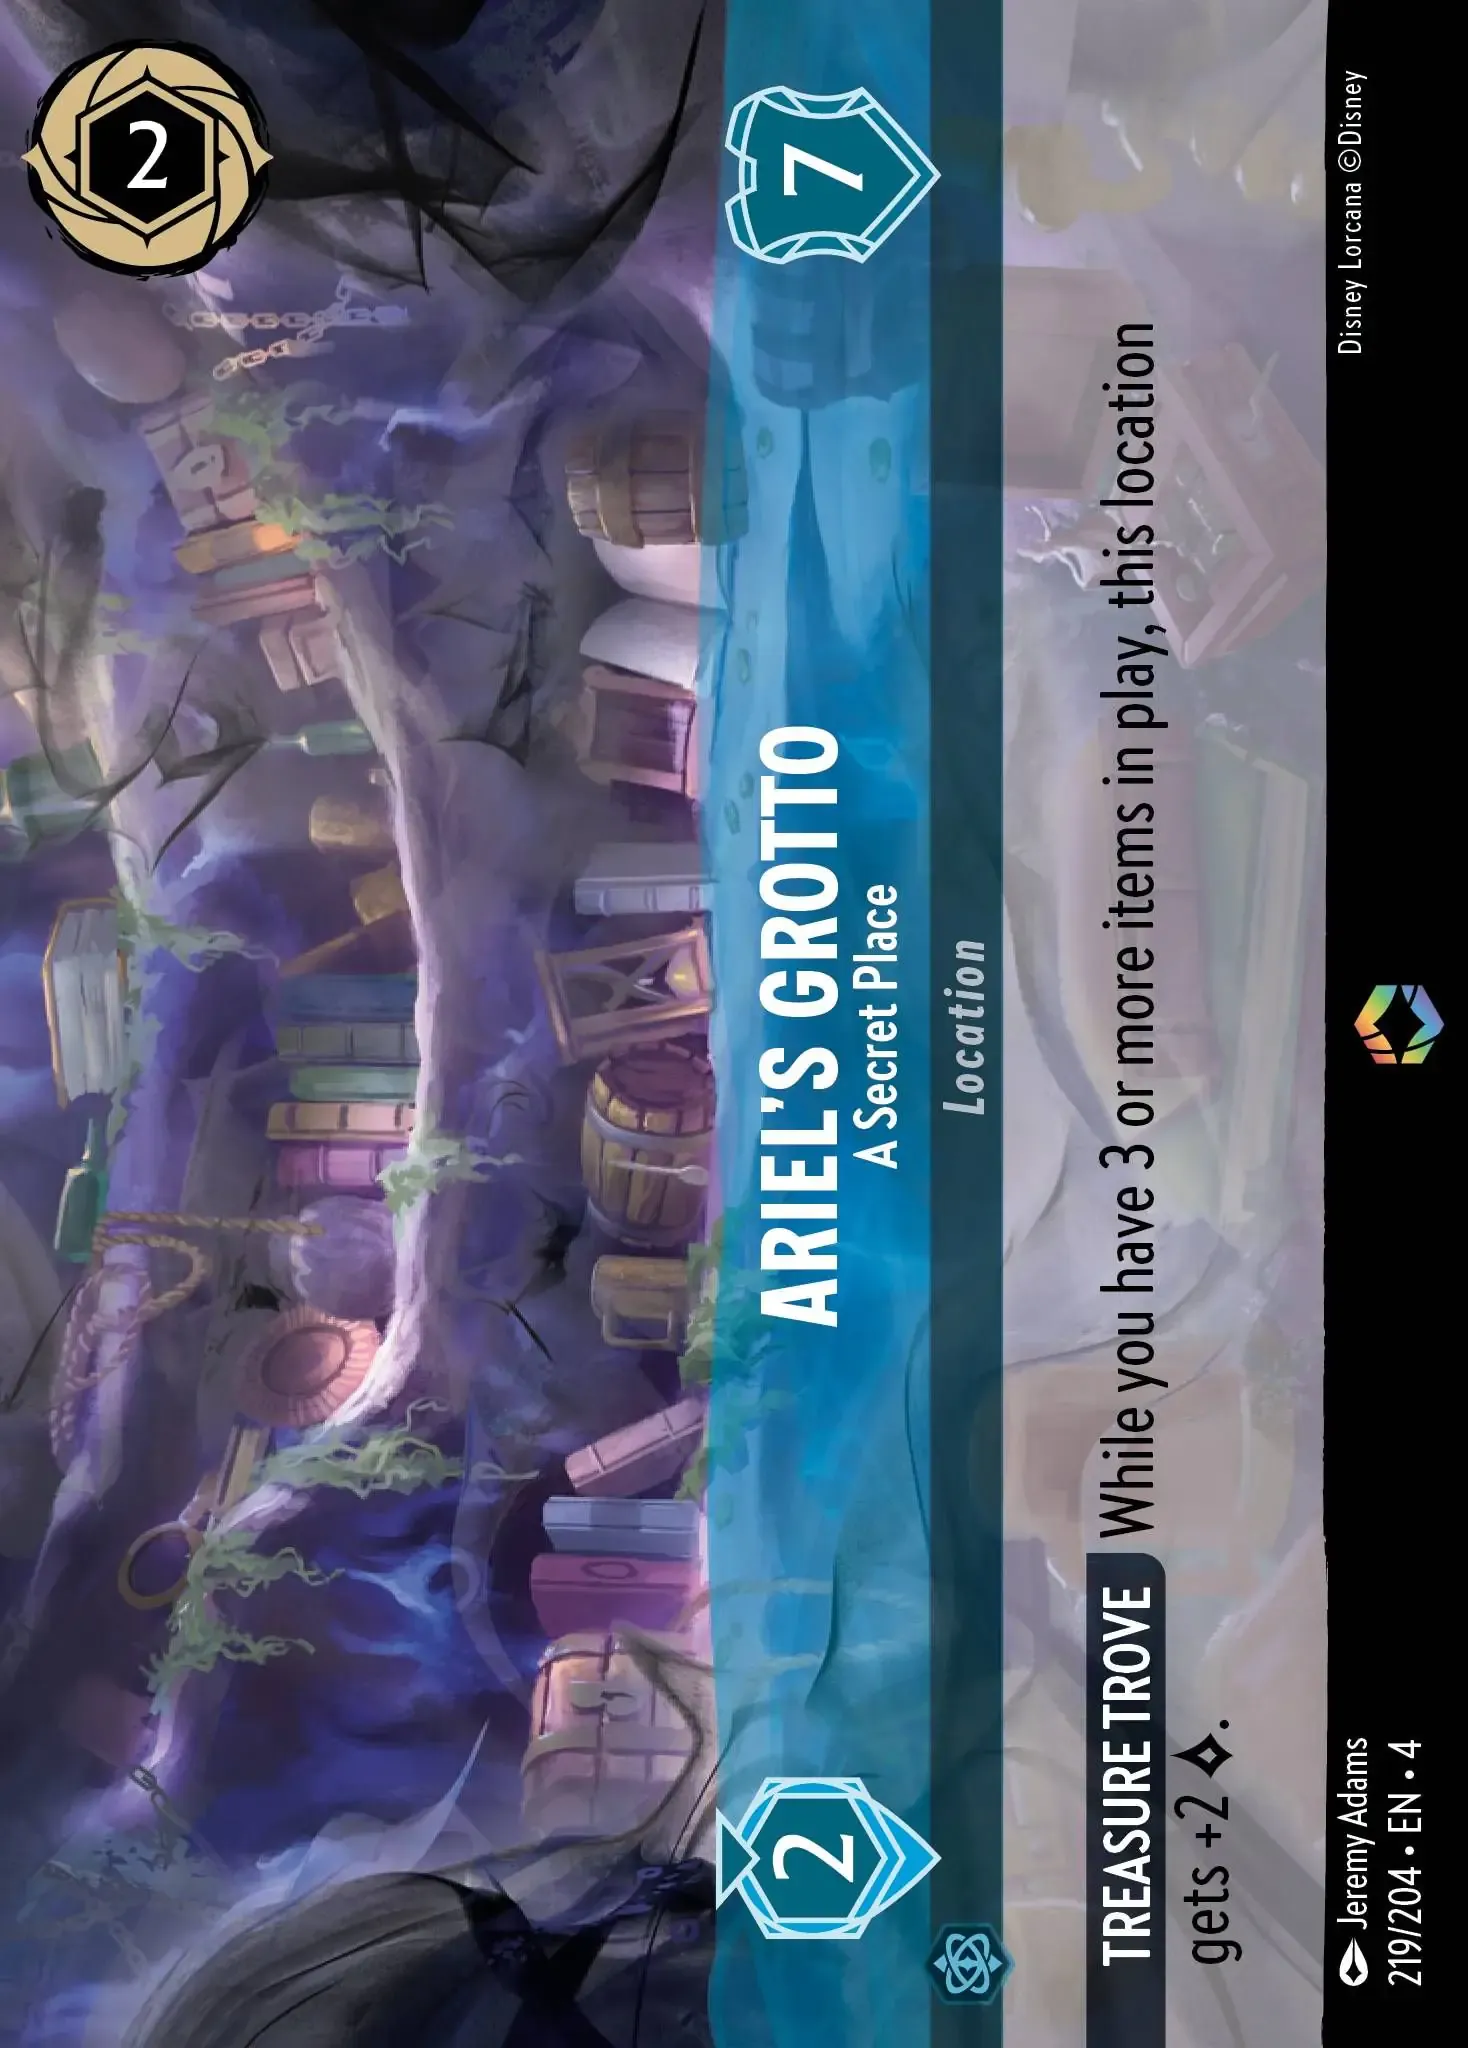 2
2
ARIEL'S GROTTO
A Secret Place
7
Location
TREASURE TROVE While you have 3 or more items in play, this location
gets +2 ⟡.
Jeremy Adams
219/204 • EN • 4
Disney Lorcana ©Disney